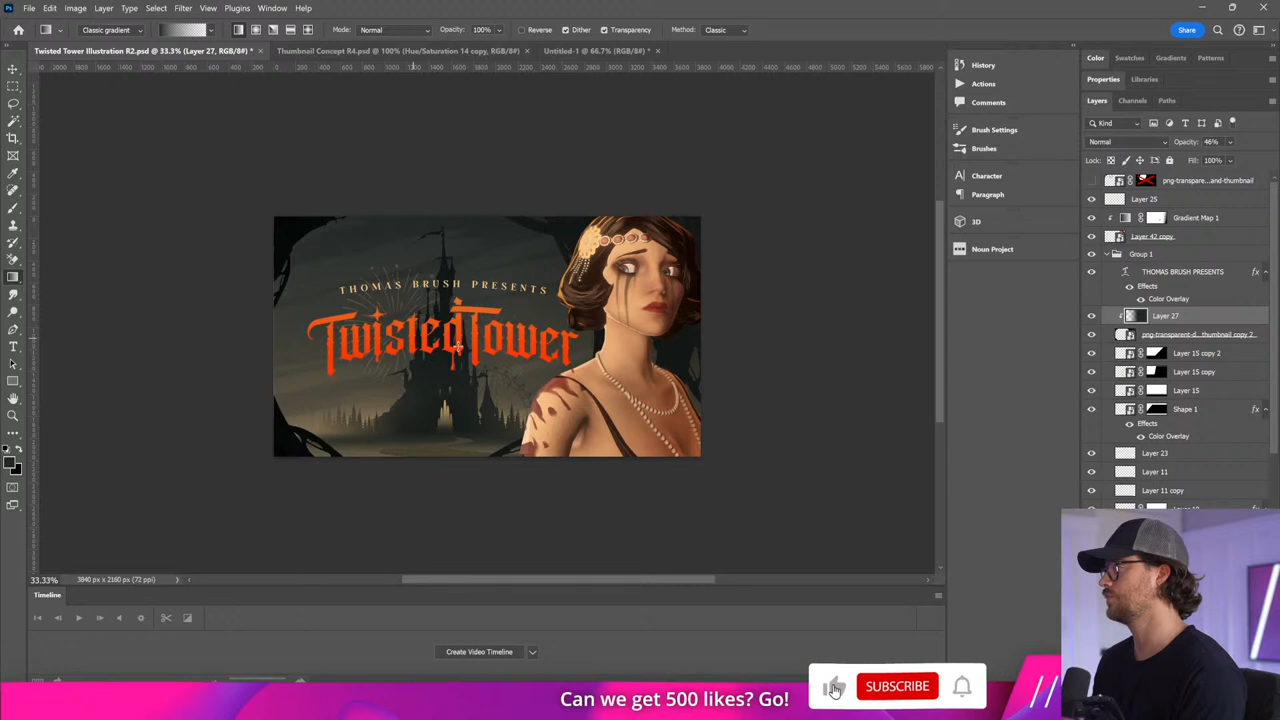 File Edit Image Layer Type Select Filter View Plugins Window Help
Classic gradient Mode: Normal Opacity: 100% Reverse Dither Transparency Method: Classic Share
Twisted Tower Illustration R2.psd @ 33.3% (Layer 27, RGB/8#) * × Thumbnail Concept R4.psd @ 100% (Hue/Saturation 14 copy, RGB/8#) × Untitled-1 @ 66.7% (RGB/8#) * ×
History
Actions
Comments
Brush Settings
Brushes
Character
Paragraph
3D
Noun Project
Color Swatches Gradients Patterns
Properties Libraries
Layers Channels Paths
Kind
Normal Opacity: 46%
Lock: Fill: 100%
png-transpare...and-thumbnail
Layer 25
Gradient Map 1
Layer 42 copy
Group 1
THOMAS BRUSH PRESENTS fx
Effects
Color Overlay
Layer 27
png-transparent-d...thumbnail copy 2
Layer 15 copy 2
Layer 15 copy
Layer 15
Shape 1 fx
Effects
Color Overlay
Layer 23
Layer 11
Layer 11 copy
THOMAS BRUSH PRESENTS
Twisted Tower
33.33% 3840 px x 2160 px (72 ppi)
Timeline
Create Video Timeline
Can we get 500 likes? Go!
SUBSCRIBE
//